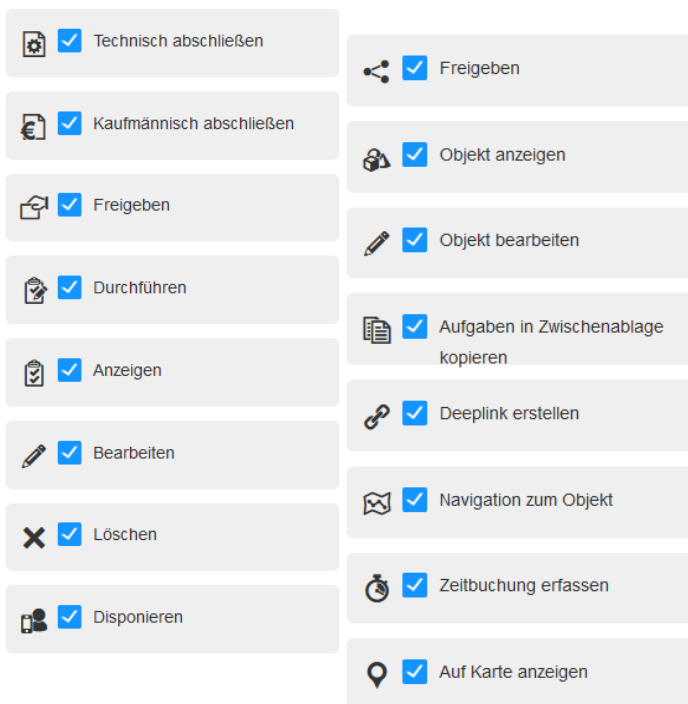 Technisch abschließen
Kaufmännisch abschließen
Freigeben
Durchführen
Anzeigen
Bearbeiten
Löschen
Disponieren
Freigeben
Objekt anzeigen
Objekt bearbeiten
Aufgaben in Zwischenablage
kopieren
Deeplink erstellen
Navigation zum Objekt
Zeitbuchung erfassen
Auf Karte anzeigen